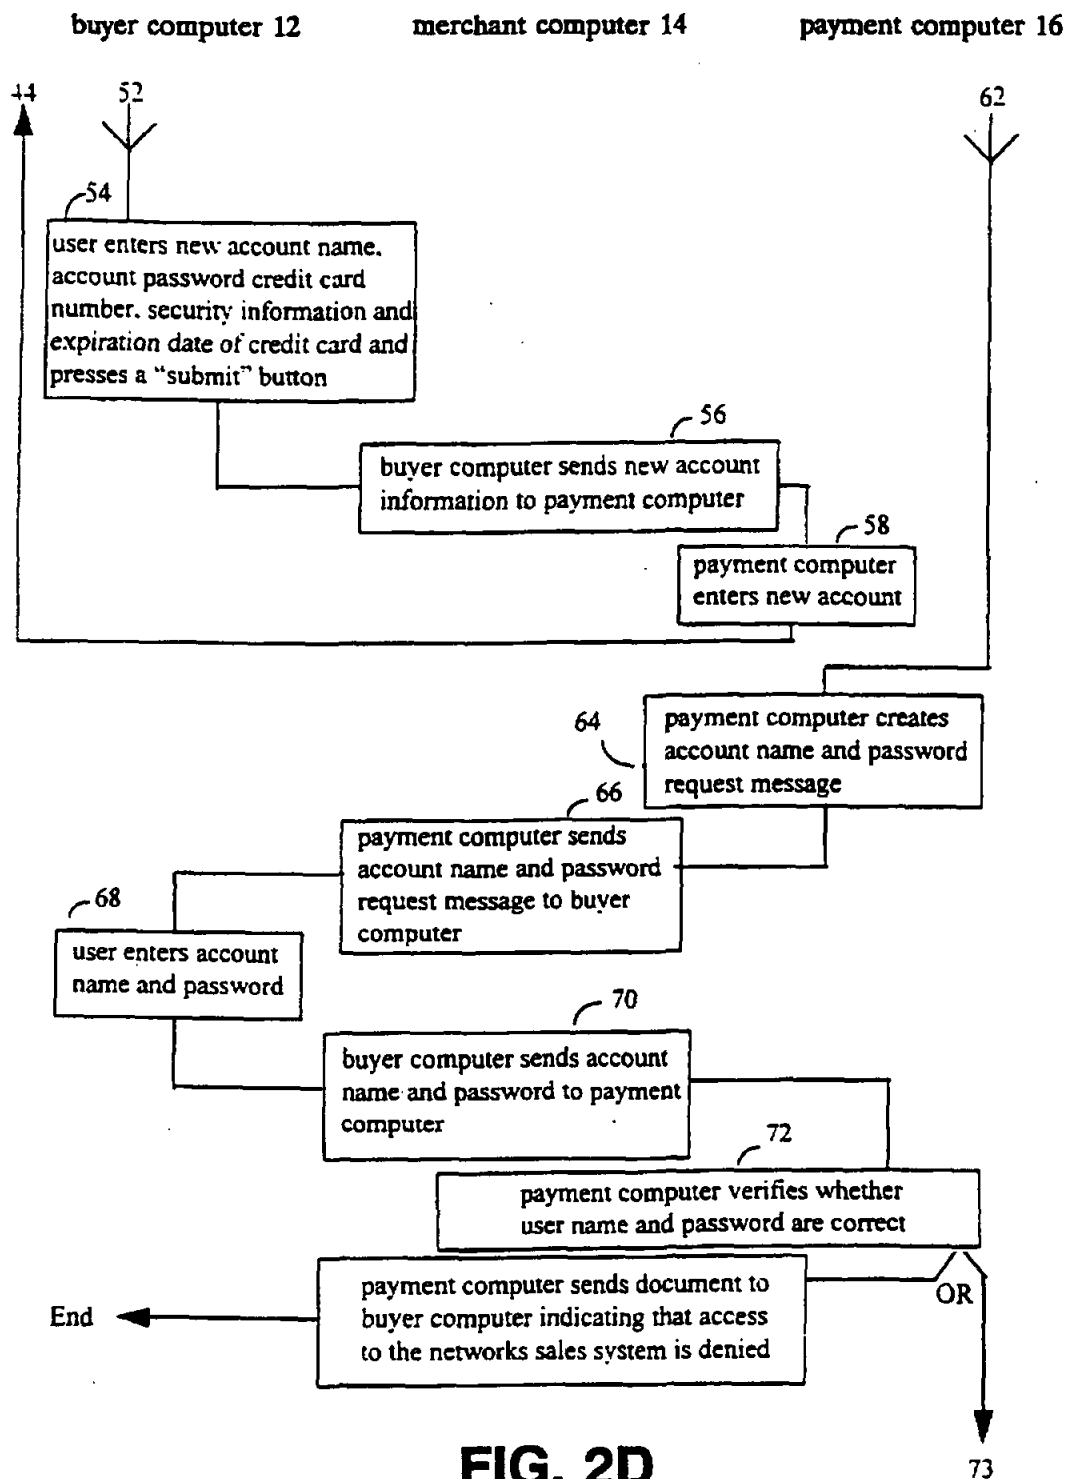 buyer computer 12 merchant computer 14 payment computer 16
44 52 62
54
user enters new account name.
account password credit card
number. security information and
expiration date of credit card and
presses a "submit" button
56
buyer computer sends new account
information to payment computer
58
payment computer
enters new account
64
payment computer creates
account name and password
request message
66
payment computer sends
account name and password
request message to buyer
computer
68
user enters account
name and password
70
buyer computer sends account
name and password to payment
computer
72
payment computer verifies whether
user name and password are correct
OR
payment computer sends document to
buyer computer indicating that access
to the networks sales system is denied
End
73
FIG. 2D